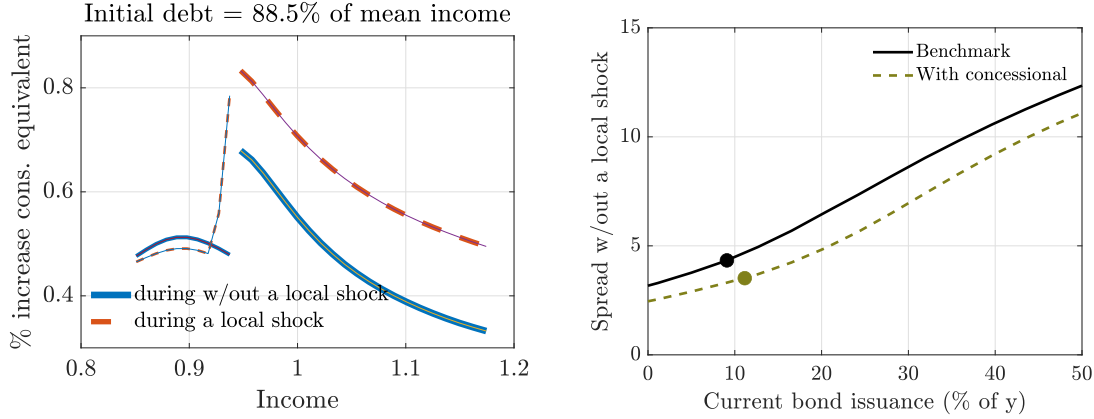 Initial debt = 88.5% of mean income
% increase cons. equivalent
0.8
0.6
0.4
during w/out a local shock
during a local shock
0.8
0.9
1
1.1
1.2
Income
Spread w/out a local shock
15
10
5
0
Benchmark
With concessional
0
10
20
30
40
50
Current bond issuance (% of y)